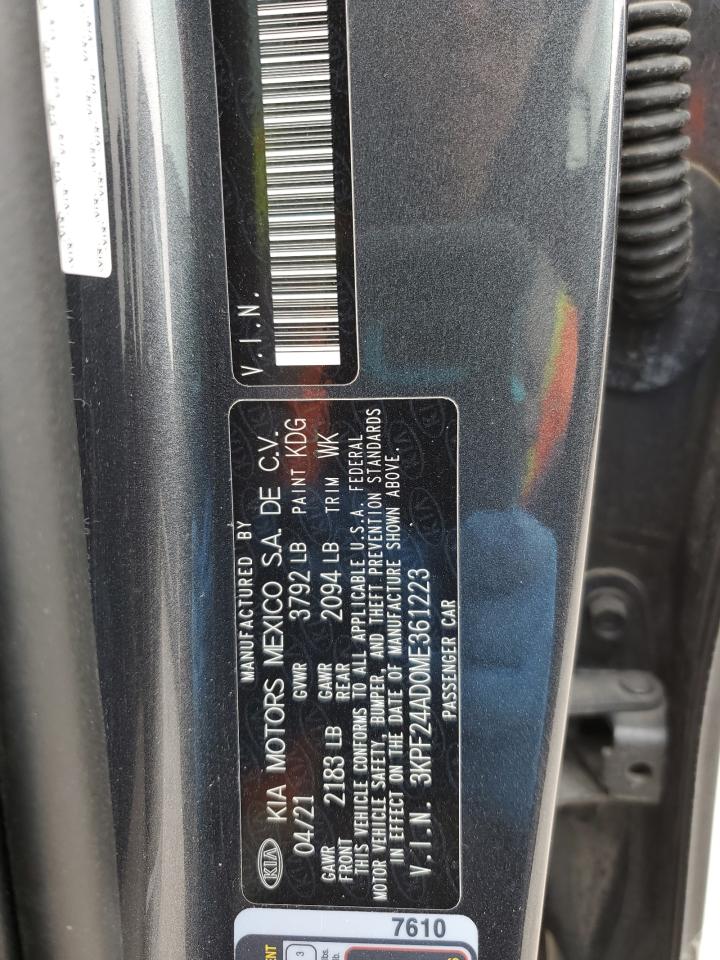 V.I.N.
MANUFACTURED BY
KIA KIA MOTORS MEXICO S.A. DE C.V.
04/21 GVWR 3792 LB PAINT KDG
GAWR FRONT 2183 LB GAWR REAR 2094 LB TRIM WK
THIS VEHICLE CONFORMS TO ALL APPLICABLE U.S.A. FEDERAL
MOTOR VEHICLE SAFETY, BUMPER, AND THEFT PREVENTION STANDARDS
IN EFFECT ON THE DATE OF MANUFACTURE SHOWN ABOVE.
V.I.N. 3KPF24AD0ME361223
PASSENGER CAR
7610